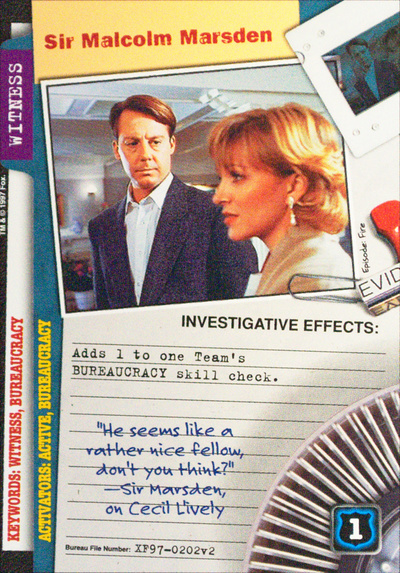 Sir Malcolm Marsden
WITNESS
TM & © 1997 Fox.
Episode: Fire
EVID
INVESTIGATIVE EFFECTS:
Adds 1 to one Team's
BUREAUCRACY skill check.
KEYWORDS: WITNESS, BUREAUCRACY
ACTIVATORS: ACTIVE, BUREAUCRACY
"He seems like a
rather nice fellow,
don't you think?"
—Sir Marsden,
on Cecil Lively
1
Bureau File Number: XF97-0202v2